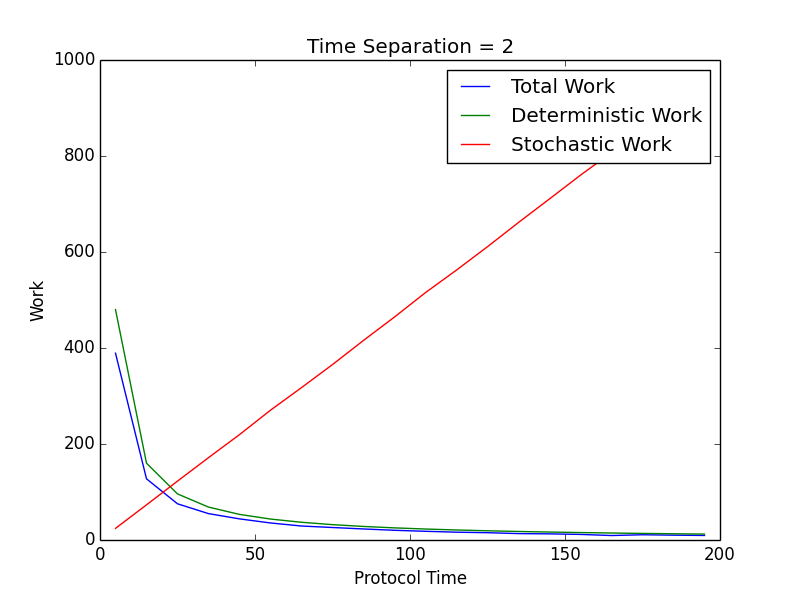 Time Separation = 2
1000
800
600
400
200
0
Work
Total Work
Deterministic Work
Stochastic Work
0 50 100 150 200
Protocol Time